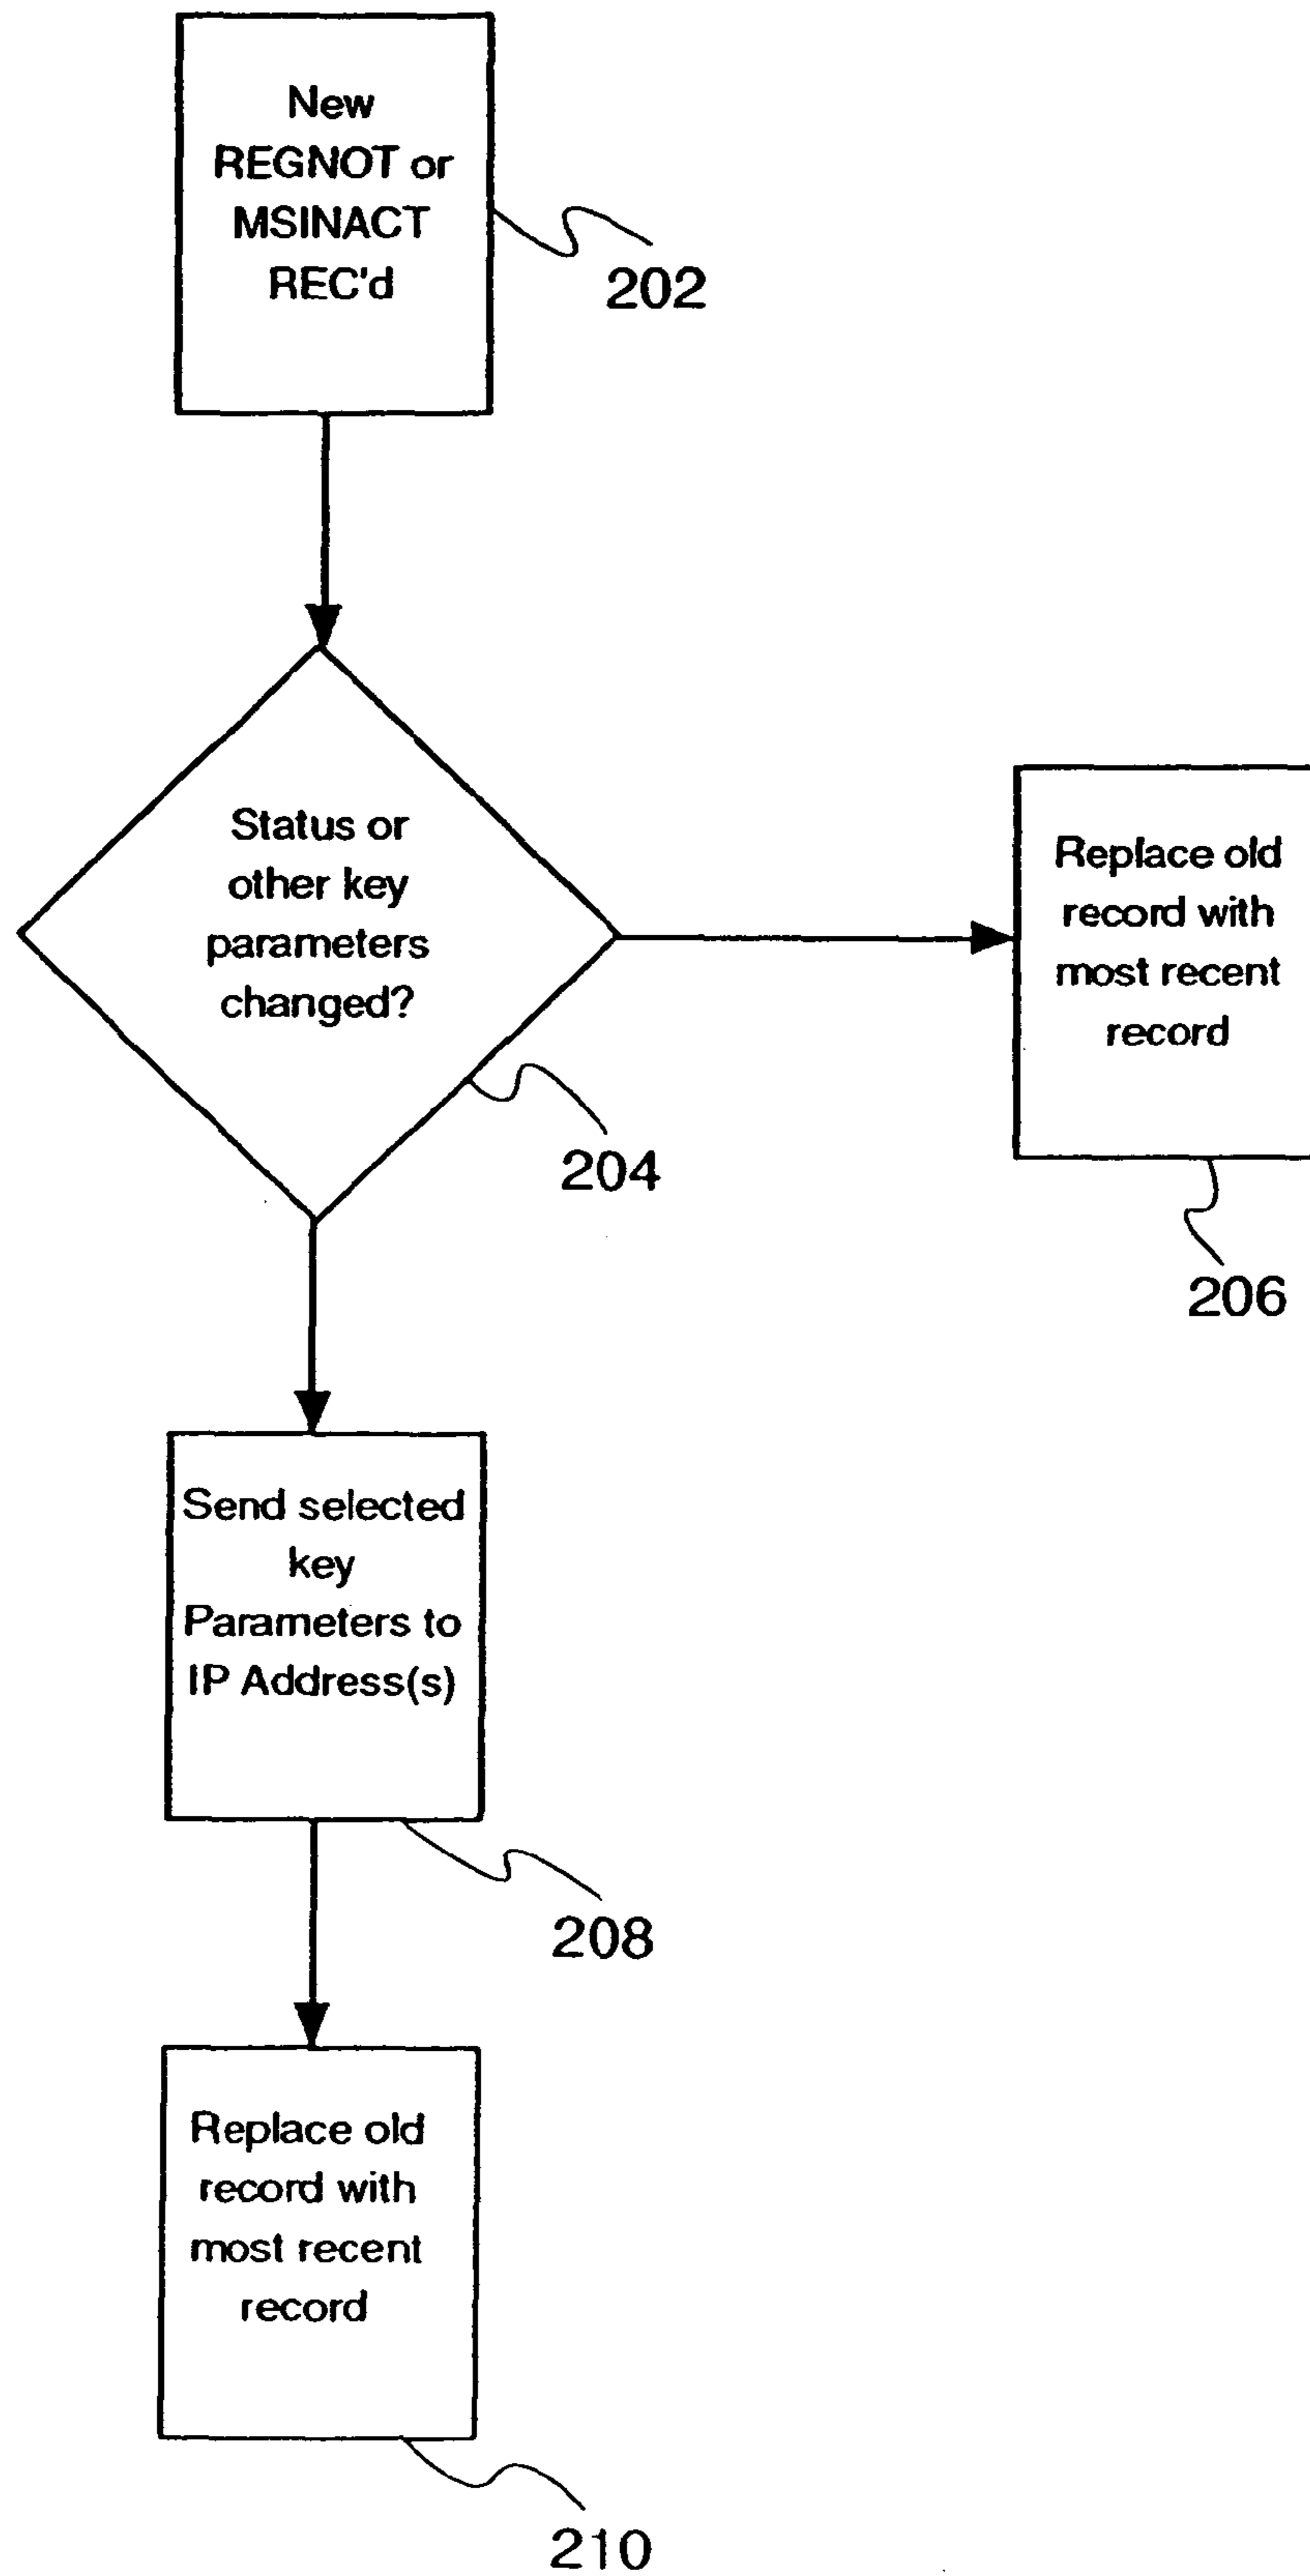 New
REGNOT or
MSINACT
REC'd
202
Status or
other key
parameters
changed?
204
Replace old
record with
most recent
record
206
Send selected
key
Parameters to
IP Address(s)
208
Replace old
record with
most recent
record
210